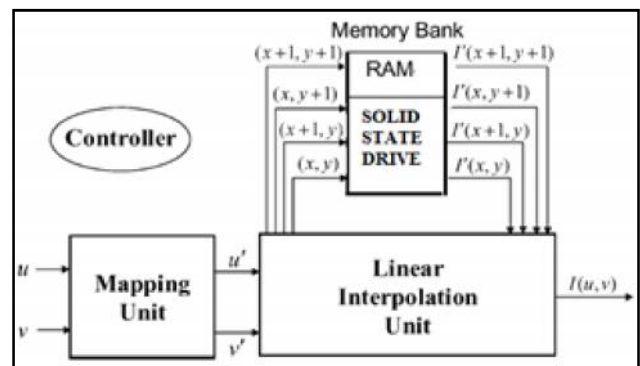 Memory Bank
(x+1, y+1)
RAM
I'(x+1, y+1)
(x, y+1)
I'(x, y+1)
SOLID
STATE
DRIVE
(x+1, y)
I'(x+1, y)
(x, y)
I'(x, y)
Controller
u
v
Mapping
Unit
u'
v'
Linear
Interpolation
Unit
I(u,v)